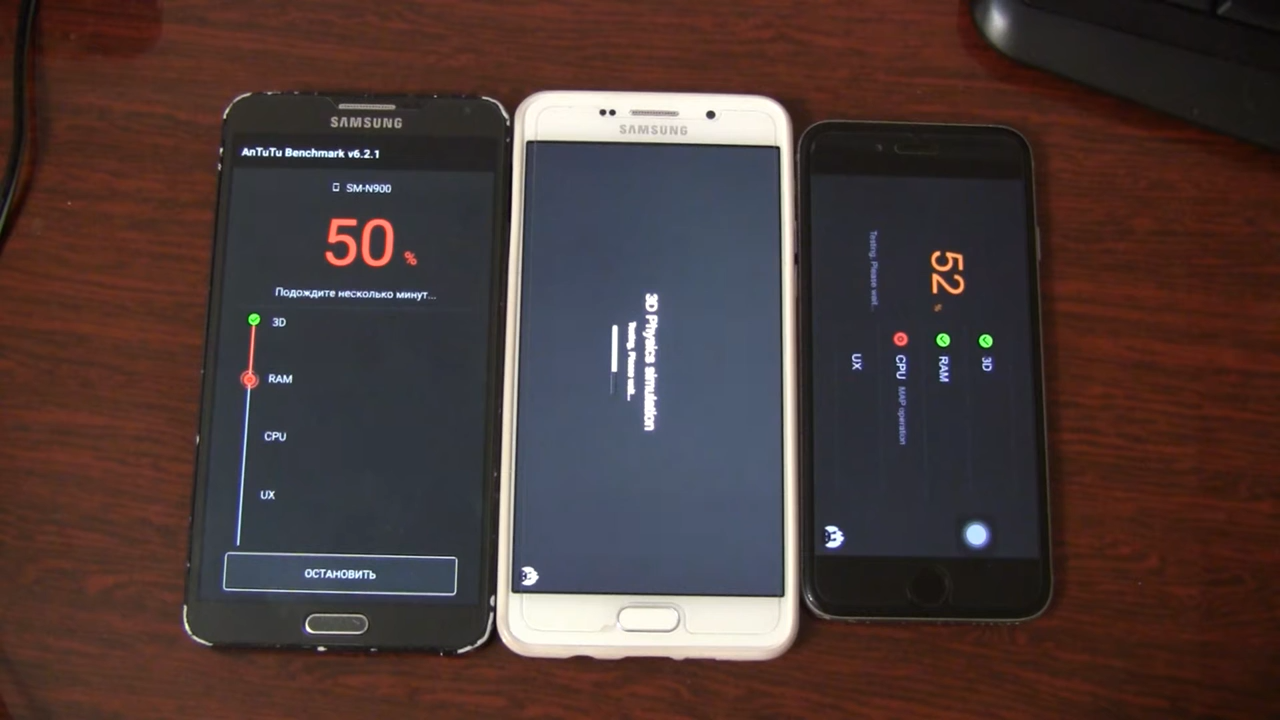 SAMSUNG
AnTuTu Benchmark v6.2.1
SM-N900
50 %
Подождите несколько минут...
3D
RAM
CPU
UX
ОСТАНОВИТЬ
SAMSUNG
3D Physics simulation
Testing, Please wait...
52 %
Testing, Please wait...
3D
RAM
CPU MAP operation
UX